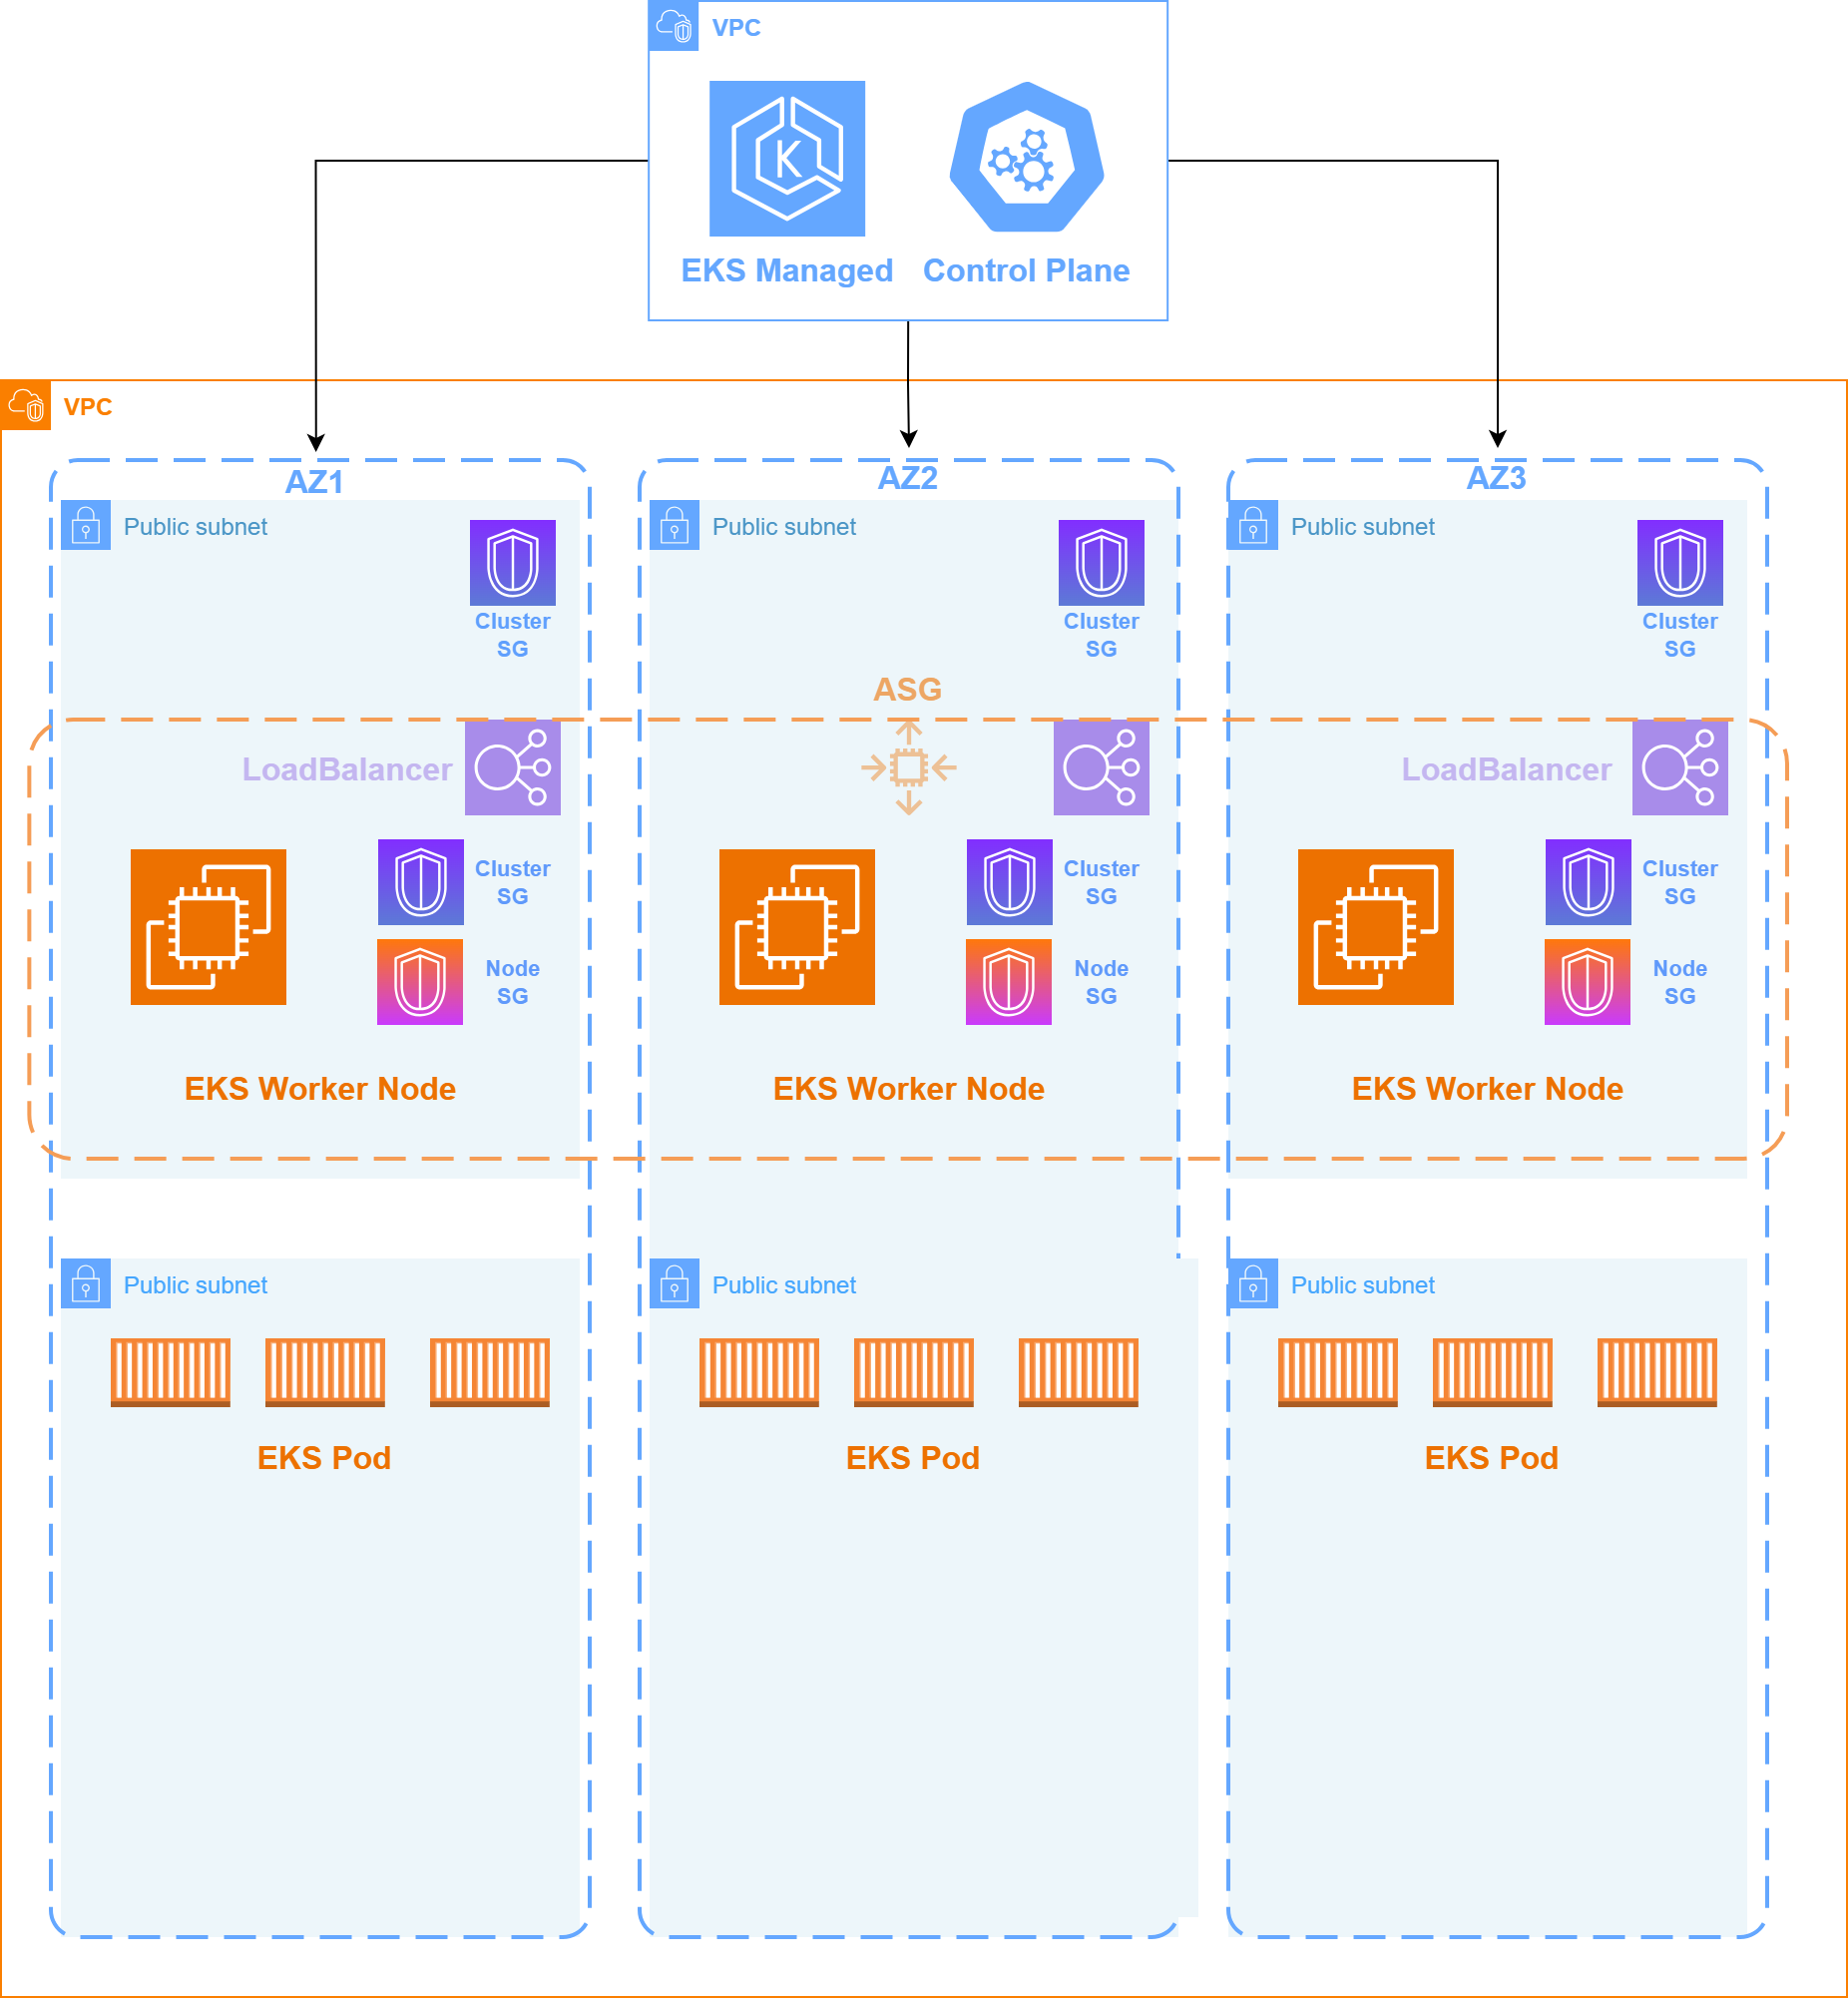 VPC
K
EKS Managed
Control Plane
VPC
AZ1
AZ2
AZ3
Public subnet
Public subnet
Public subnet
Cluster
SG
Cluster
SG
Cluster
SG
ASG
LoadBalancer
LoadBalancer
Cluster
SG
Cluster
SG
Cluster
SG
Node
SG
Node
SG
Node
SG
EKS Worker Node
EKS Worker Node
EKS Worker Node
Public subnet
Public subnet
Public subnet
EKS Pod
EKS Pod
EKS Pod